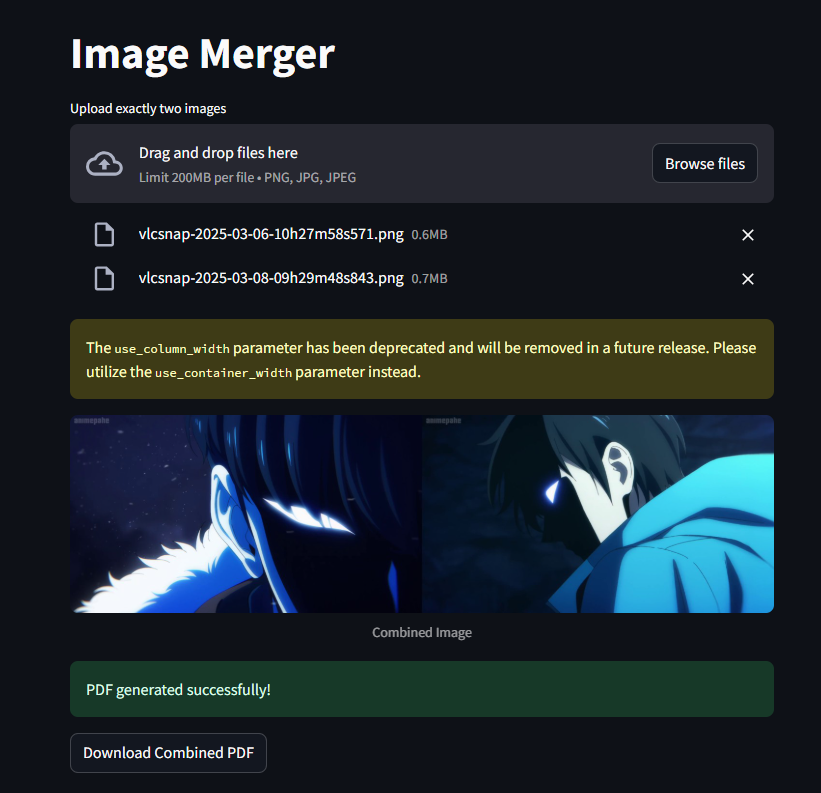 Image Merger
Upload exactly two images
Drag and drop files here
Limit 200MB per file • PNG, JPG, JPEG
Browse files
vlcsnap-2025-03-06-10h27m58s571.png 0.6MB
vlcsnap-2025-03-08-09h29m48s843.png 0.7MB
The use_column_width parameter has been deprecated and will be removed in a future release. Please
utilize the use_container_width parameter instead.
Combined Image
PDF generated successfully!
Download Combined PDF